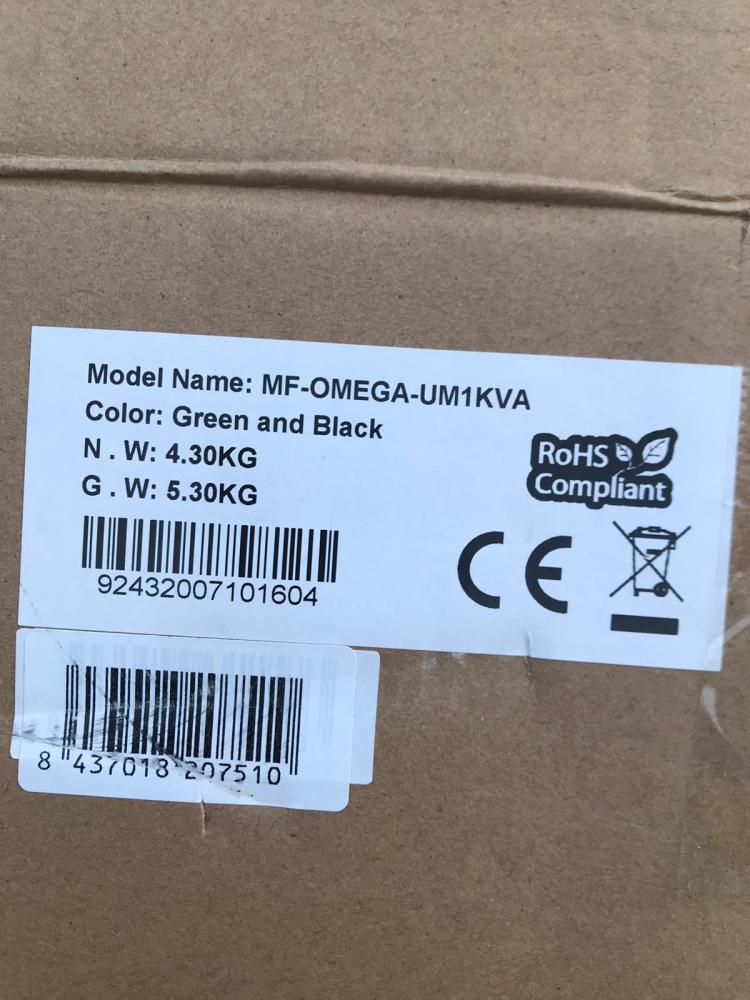 Model Name: MF-OMEGA-UM1KVA
Color: Green and Black
N . W: 4.30KG
G . W: 5.30KG
92432007101604
RoHS
Compliant
CE
8 437018 207510